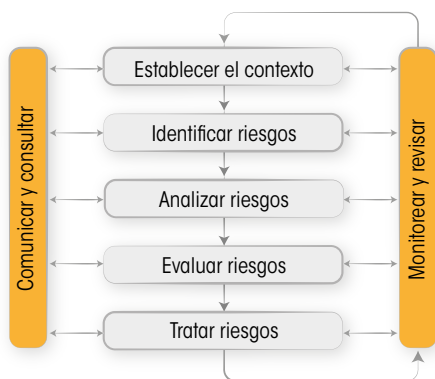 Establecer el contexto
Identificar riesgos
Analizar riesgos
Evaluar riesgos
Tratar riesgos
Comunicar y consultar
Monitorear y revisar